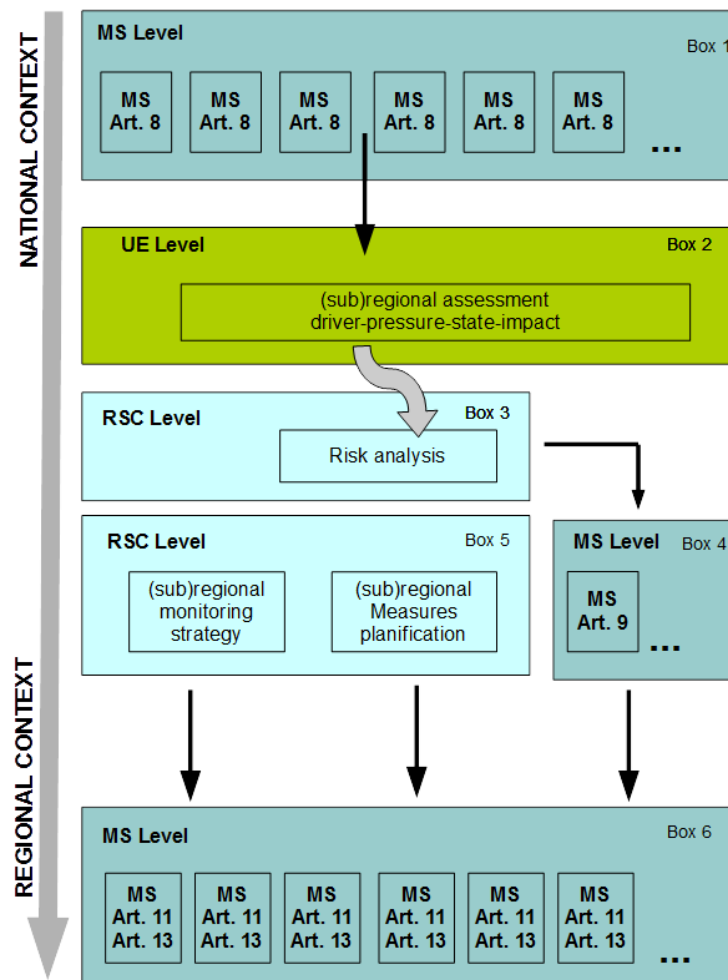 NATIONAL CONTEXT
REGIONAL CONTEXT
MS Level
Box 1
MS
Art. 8
MS
Art. 8
MS
Art. 8
MS
Art. 8
MS
Art. 8
MS
Art. 8
...
UE Level
Box 2
(sub)regional assessment
driver-pressure-state-impact
RSC Level
Box 3
Risk analysis
RSC Level
Box 5
(sub)regional
monitoring
strategy
(sub)regional
Measures
planification
MS Level
Box 4
MS
Art. 9
...
MS Level
Box 6
MS
Art. 11
Art. 13
MS
Art. 11
Art. 13
MS
Art. 11
Art. 13
MS
Art. 11
Art. 13
MS
Art. 11
Art. 13
MS
Art. 11
Art. 13
...